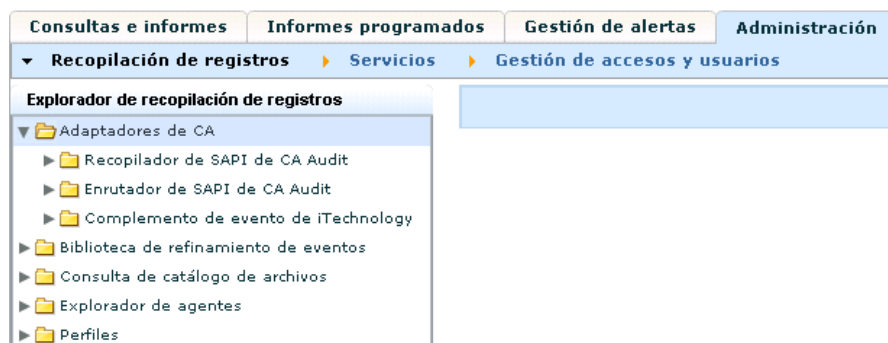 Consultas e informes Informes programados Gestión de alertas Administración
Recopilación de registros Servicios Gestión de accesos y usuarios
Explorador de recopilación de registros
Adaptadores de CA
Recopilador de SAPI de CA Audit
Enrutador de SAPI de CA Audit
Complemento de evento de iTechnology
Biblioteca de refinamiento de eventos
Consulta de catálogo de archivos
Explorador de agentes
Perfiles